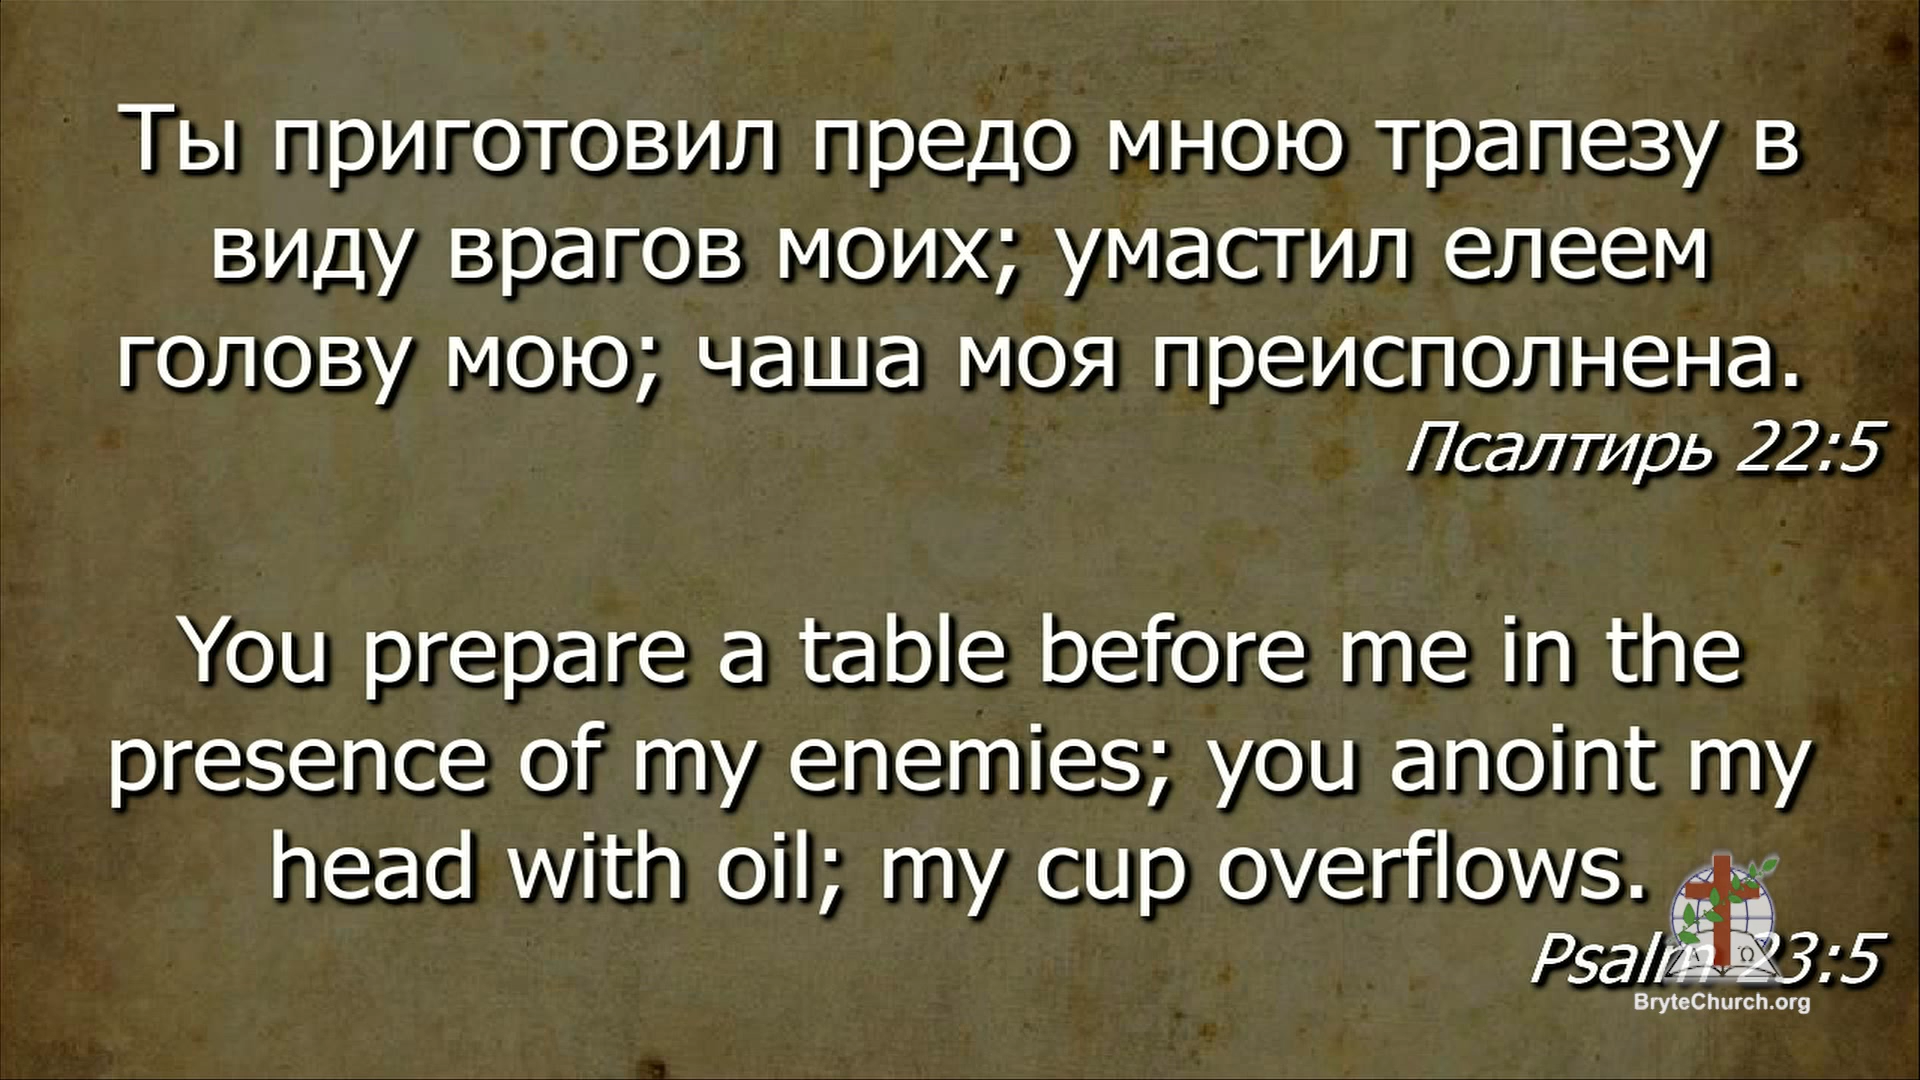 Ты приготовил предо мною трапезу в
виду врагов моих; умастил елеем
голову мою; чаша моя преисполнена.
Псалтирь 22:5
You prepare a table before me in the
presence of my enemies; you anoint my
head with oil; my cup overflows.
Psalm 23:5
Α Ω
BryteChurch.org